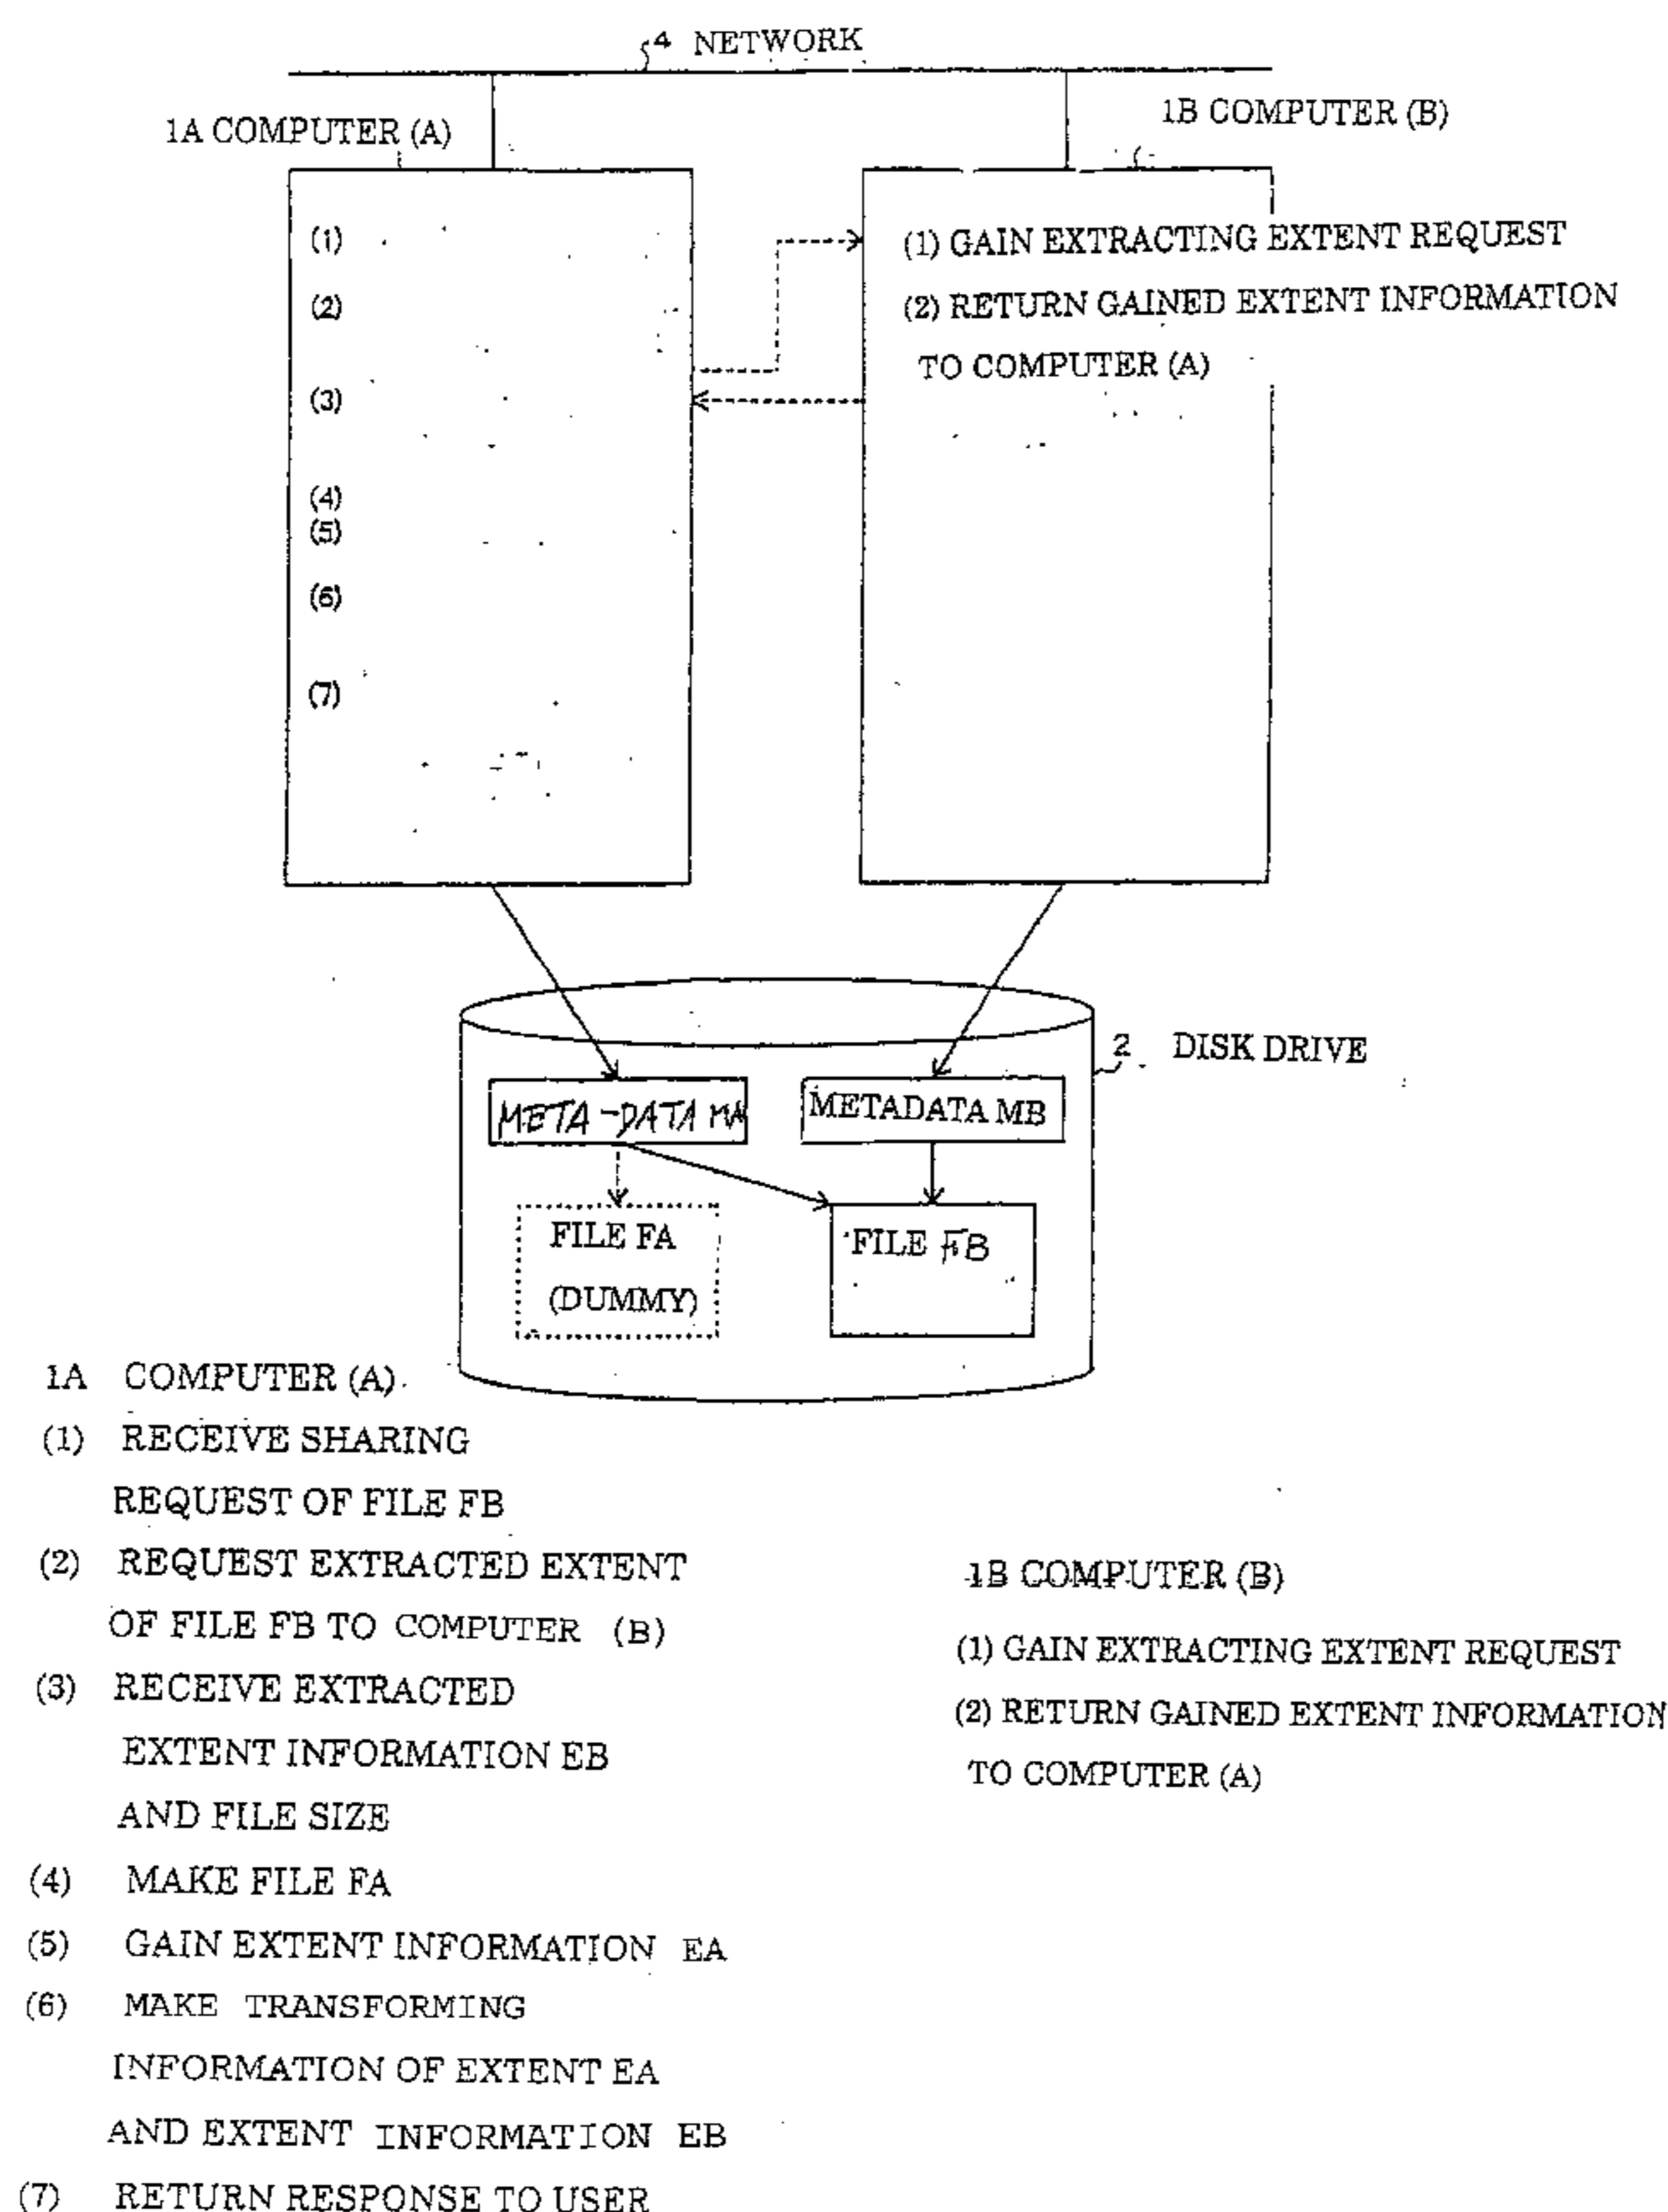 4 NETWORK
1A COMPUTER (A)
1B COMPUTER (B)
(1)
(2)
(3)
(4)
(5)
(6)
(7)
(1) GAIN EXTRACTING EXTENT REQUEST
(2) RETURN GAINED EXTENT INFORMATION
TO COMPUTER (A)
2 DISK DRIVE
META-DATA MA
METADATA MB
FILE FA
(DUMMY)
FILE FB
1A COMPUTER (A)
(1) RECEIVE SHARING
REQUEST OF FILE FB
(2) REQUEST EXTRACTED EXTENT
OF FILE FB TO COMPUTER (B)
(3) RECEIVE EXTRACTED
EXTENT INFORMATION EB
AND FILE SIZE
(4) MAKE FILE FA
(5) GAIN EXTENT INFORMATION EA
(6) MAKE TRANSFORMING
INFORMATION OF EXTENT EA
AND EXTENT INFORMATION EB
(7) RETURN RESPONSE TO USER
1B COMPUTER (B)
(1) GAIN EXTRACTING EXTENT REQUEST
(2) RETURN GAINED EXTENT INFORMATION
TO COMPUTER (A)